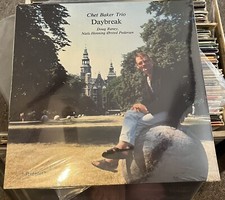 Chet Baker Trio
Daybreak
Doug Raney
Niels-Henning Ørsted Pedersen